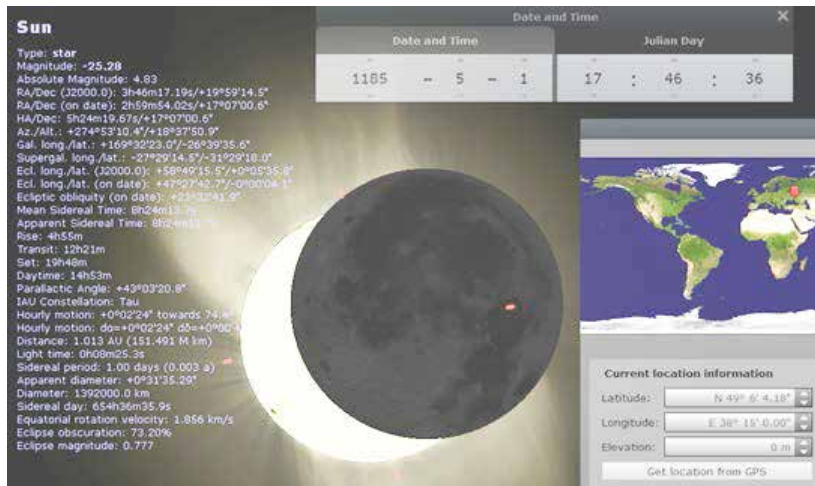 Sun
Type: star
Magnitude: -25.28
Absolute Magnitude: 4.83
RA/Dec (J2000.0): 3h46m17.19s/+19°59'14.5"
RA/Dec (on date): 2h59m54.02s/+17°07'00.6"
HA/Dec: 5h24m19.67s/+17°07'00.6"
Az./Alt.: +274°53'10.4"/+18°37'50.9"
Gal. long./lat.: +169°32'23.0"/-26°39'35.6"
Supergal. long./lat.: -27°29'14.5"/-31°29'18.0"
Ecl. long./lat. (J2000.0): +58°49'15.5"/+0°05'35.8"
Ecl. long./lat. (on date): +47°27'42.7"/-0°00'04.1"
Ecliptic obliquity (on date): +23°32'41.9"
Mean Sidereal Time: 8h24m13.7s
Apparent Sidereal Time: 8h24m
Rise: 4h55m
Transit: 12h21m
Set: 19h48m
Daytime: 14h53m
Parallactic Angle: +43°03'20.8"
IAU Constellation: Tau
Hourly motion: +0°02'24" towards
Hourly motion: dα=+0°02'24" dδ=+0°00'
Distance: 1.013 AU (151.491 M km)
Light time: 0h08m25.3s
Sidereal period: 1.00 days (0.003 a)
Apparent diameter: +0°31'35.29"
Diameter: 1392000.0 km
Sidereal day: 654h36m35.9s
Equatorial rotation velocity: 1.856 km/s
Eclipse obscuration: 73.20%
Eclipse magnitude: 0.777
Date and Time ×
Date and Time Julian Day
1185 - 5 - 1 17 : 46 : 36
Current location information
Latitude: N 49° 6' 4.18"
Longitude: E 38° 15' 0.00"
Elevation: 0 m
Get location from GPS